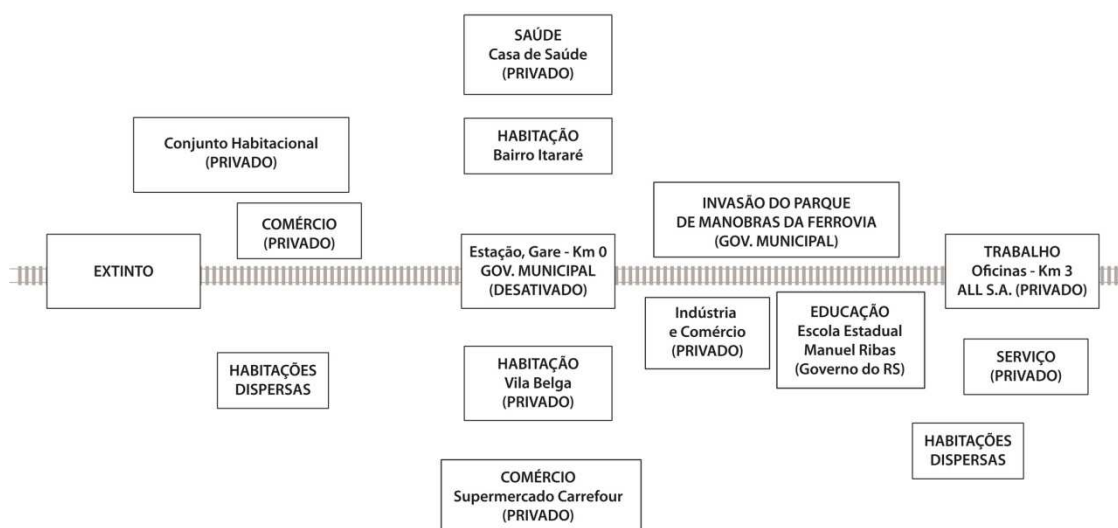 SAÚDE
Casa de Saúde
(PRIVADO)
Conjunto Habitacional
(PRIVADO)
HABITAÇÃO
Bairro Itararé
COMÉRCIO
(PRIVADO)
INVASÃO DO PARQUE
DE MANOBRAS DA FERROVIA
(GOV. MUNICIPAL)
EXTINTO
Estação, Gare - Km 0
GOV. MUNICIPAL
(DESATIVADO)
TRABALHO
Oficinas - Km 3
ALL S.A. (PRIVADO)
Indústria
e Comércio
(PRIVADO)
EDUCAÇÃO
Escola Estadual
Manuel Ribas
(Governo do RS)
HABITAÇÕES
DISPERSAS
HABITAÇÃO
Vila Belga
(PRIVADO)
SERVIÇO
(PRIVADO)
HABITAÇÕES
DISPERSAS
COMÉRCIO
Supermercado Carrefour
(PRIVADO)